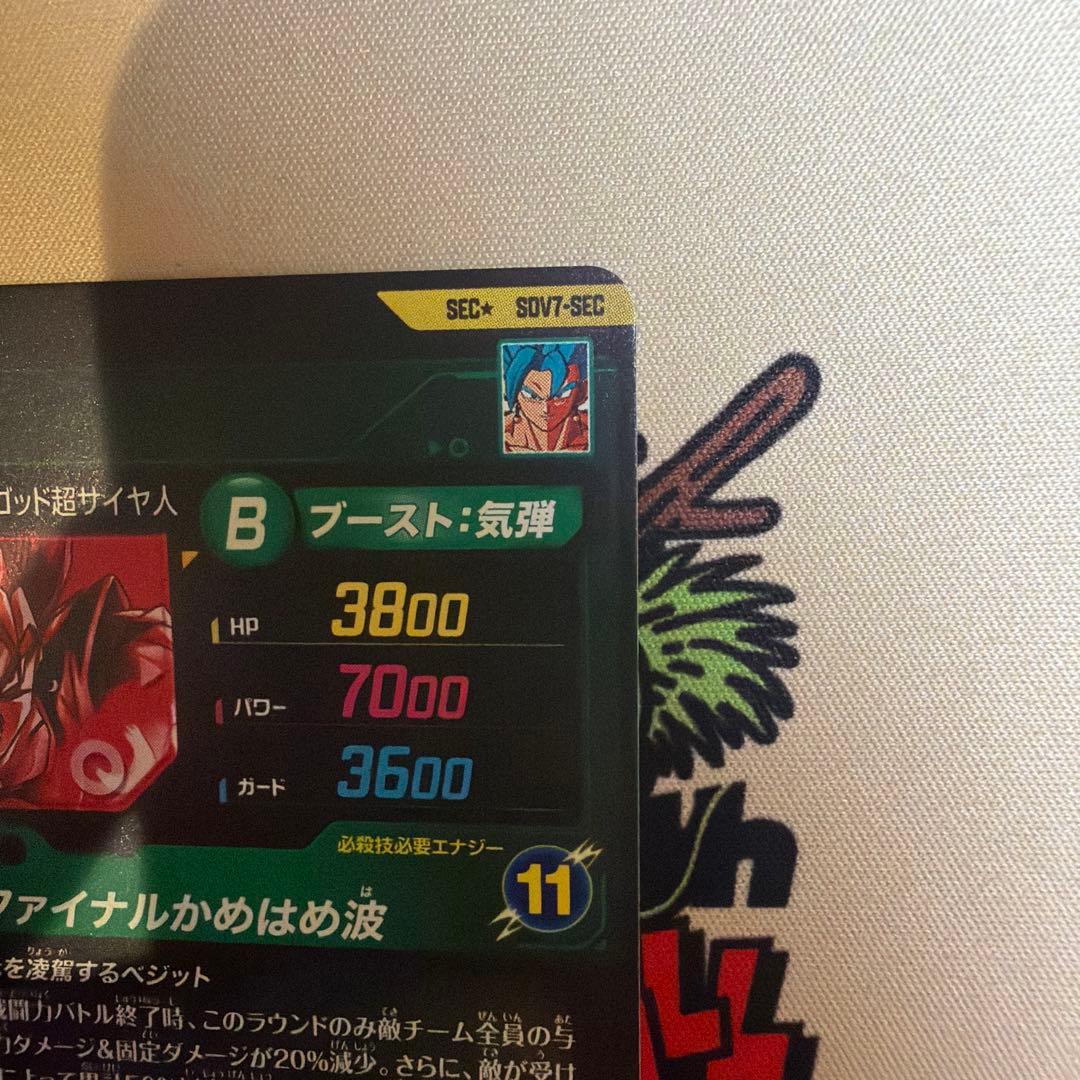 SEC★ SDV7-SEC
ゴッド超サイヤ人
B ブースト:気弾
HP 3800
パワー 7000
ガード 3600
必殺技必要エナジー
11
ファイナルかめはめ波
は
を凌駕するベジット
りょうが
闘力バトル終了時、このラウンドのみ敵チーム全員の与
ダメージ&固定ダメージが20%減少。さらに、敵が受け